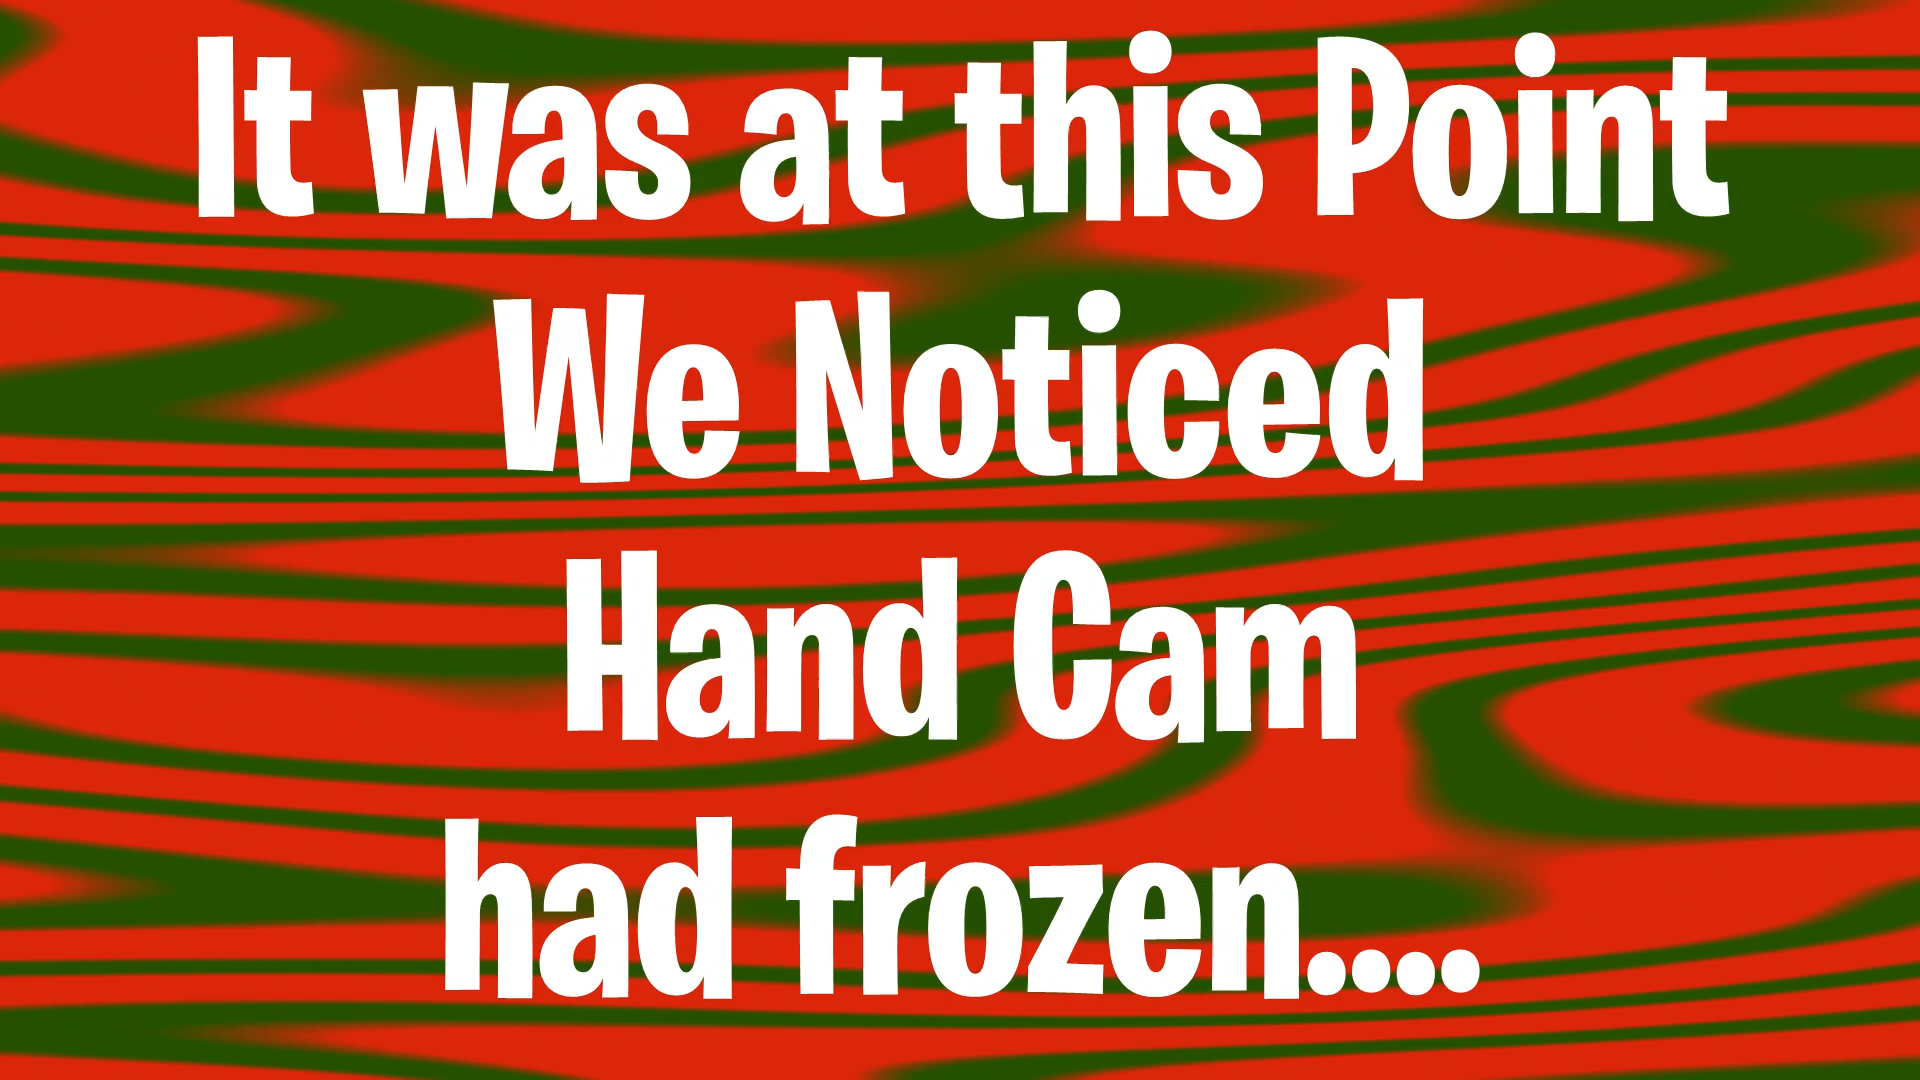 It was at this Point
We Noticed
Hand Cam
had frozen....